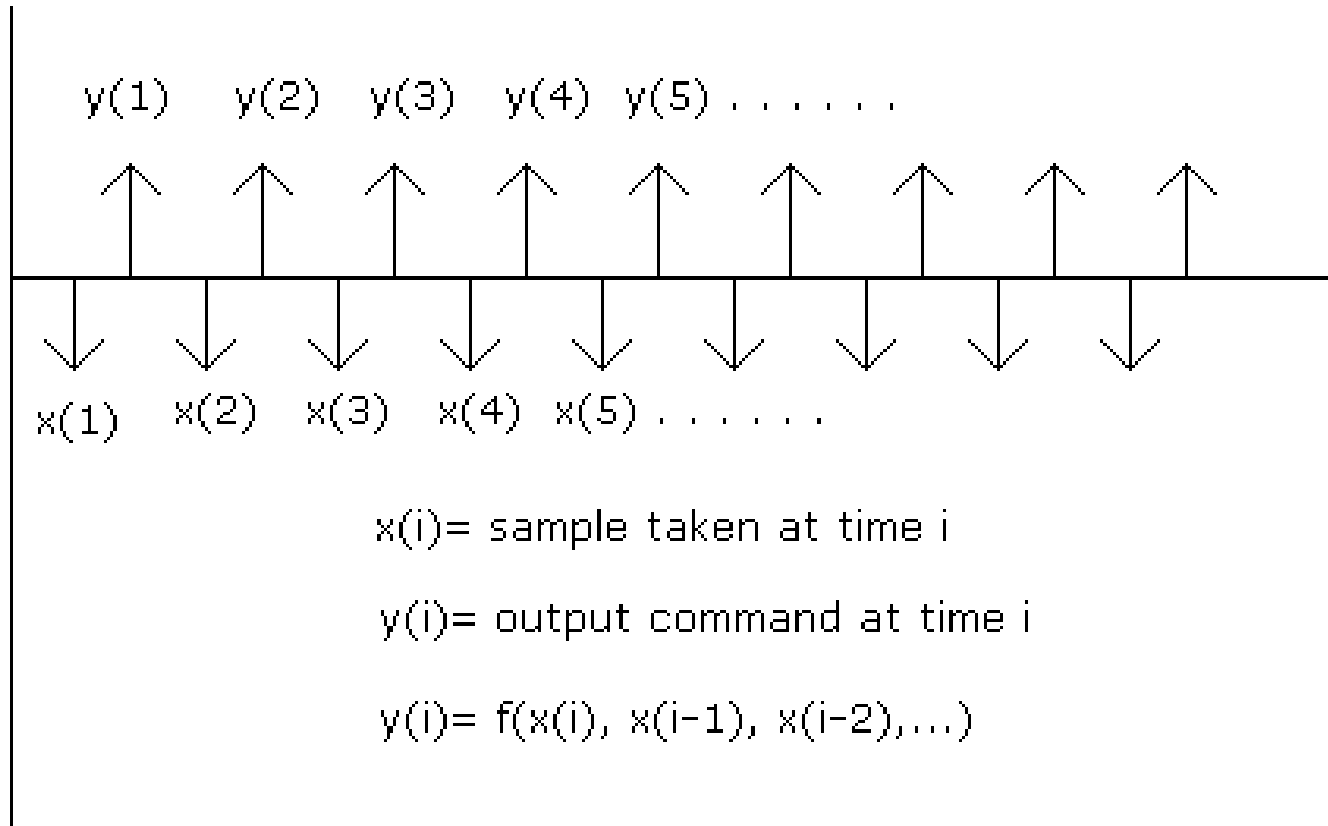 y(1) y(2) y(3) y(4) y(5) . . . . . .
x(1) x(2) x(3) x(4) x(5) . . . . . .
x(i)= sample taken at time i
y(i)= output command at time i
y(i)= f(x(i), x(i-1), x(i-2),...)